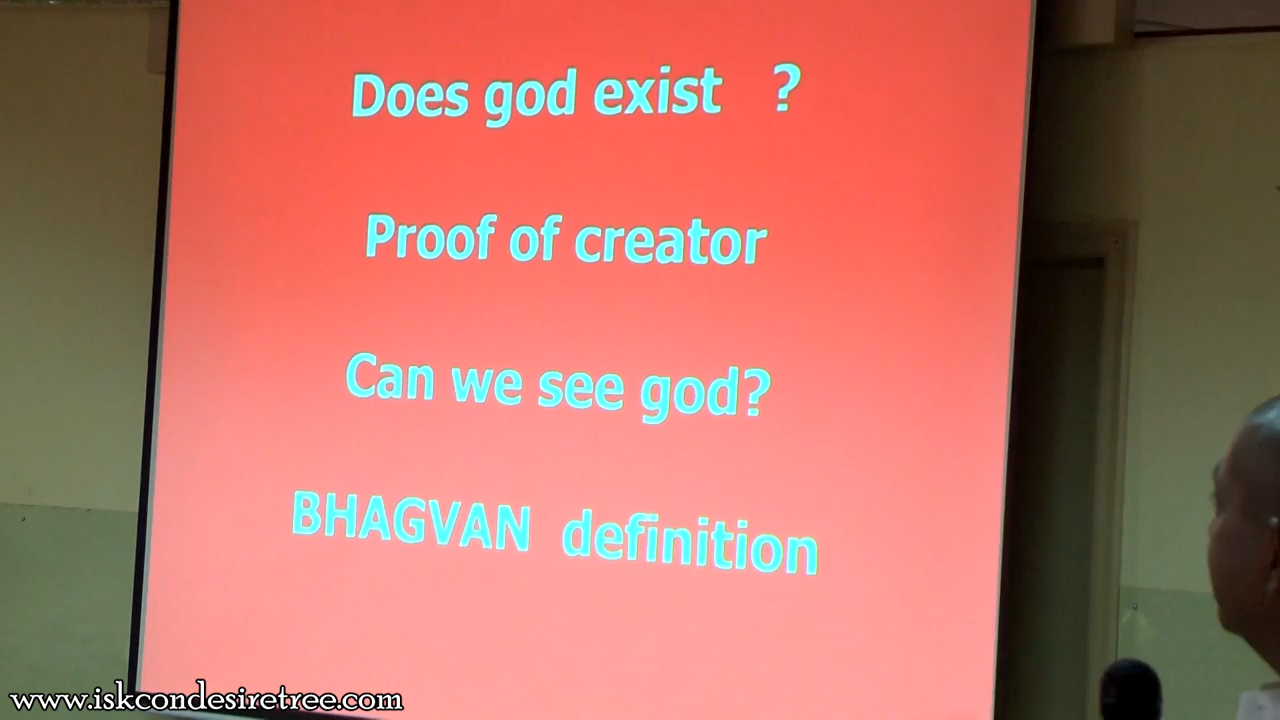 Does god exist ?
Proof of creator
Can we see god?
BHAGVAN definition
www.iskcondesiretree.com